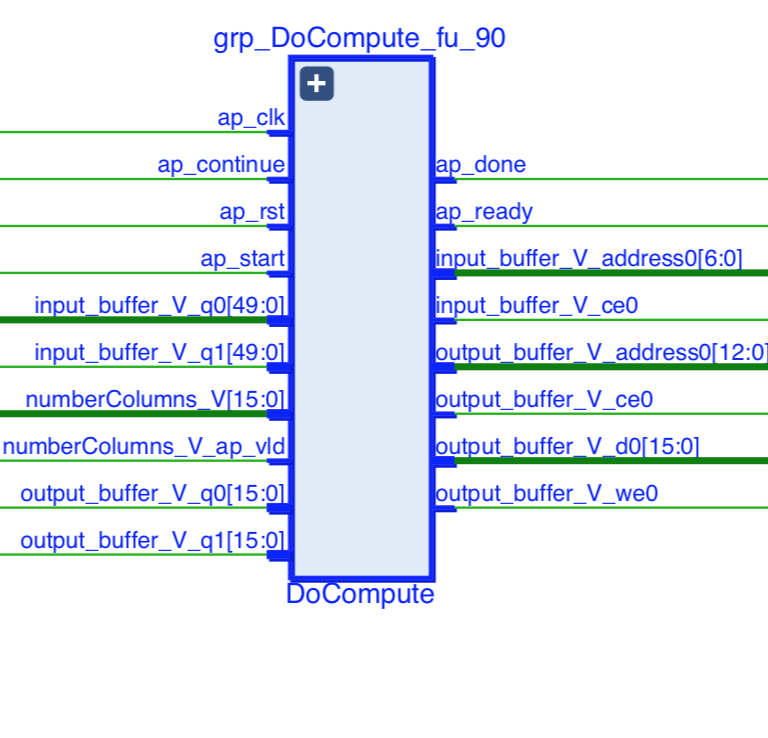 grp_DoCompute_fu_90
+
ap_clk
ap_continue
ap_done
ap_rst
ap_ready
ap_start
input_buffer_V_address0[6:0]
input_buffer_V_q0[49:0]
input_buffer_V_ce0
input_buffer_V_q1[49:0]
output_buffer_V_address0[12:0]
numberColumns_V[15:0]
output_buffer_V_ce0
numberColumns_V_ap_vld
output_buffer_V_d0[15:0]
output_buffer_V_q0[15:0]
output_buffer_V_we0
output_buffer_V_q1[15:0]
DoCompute